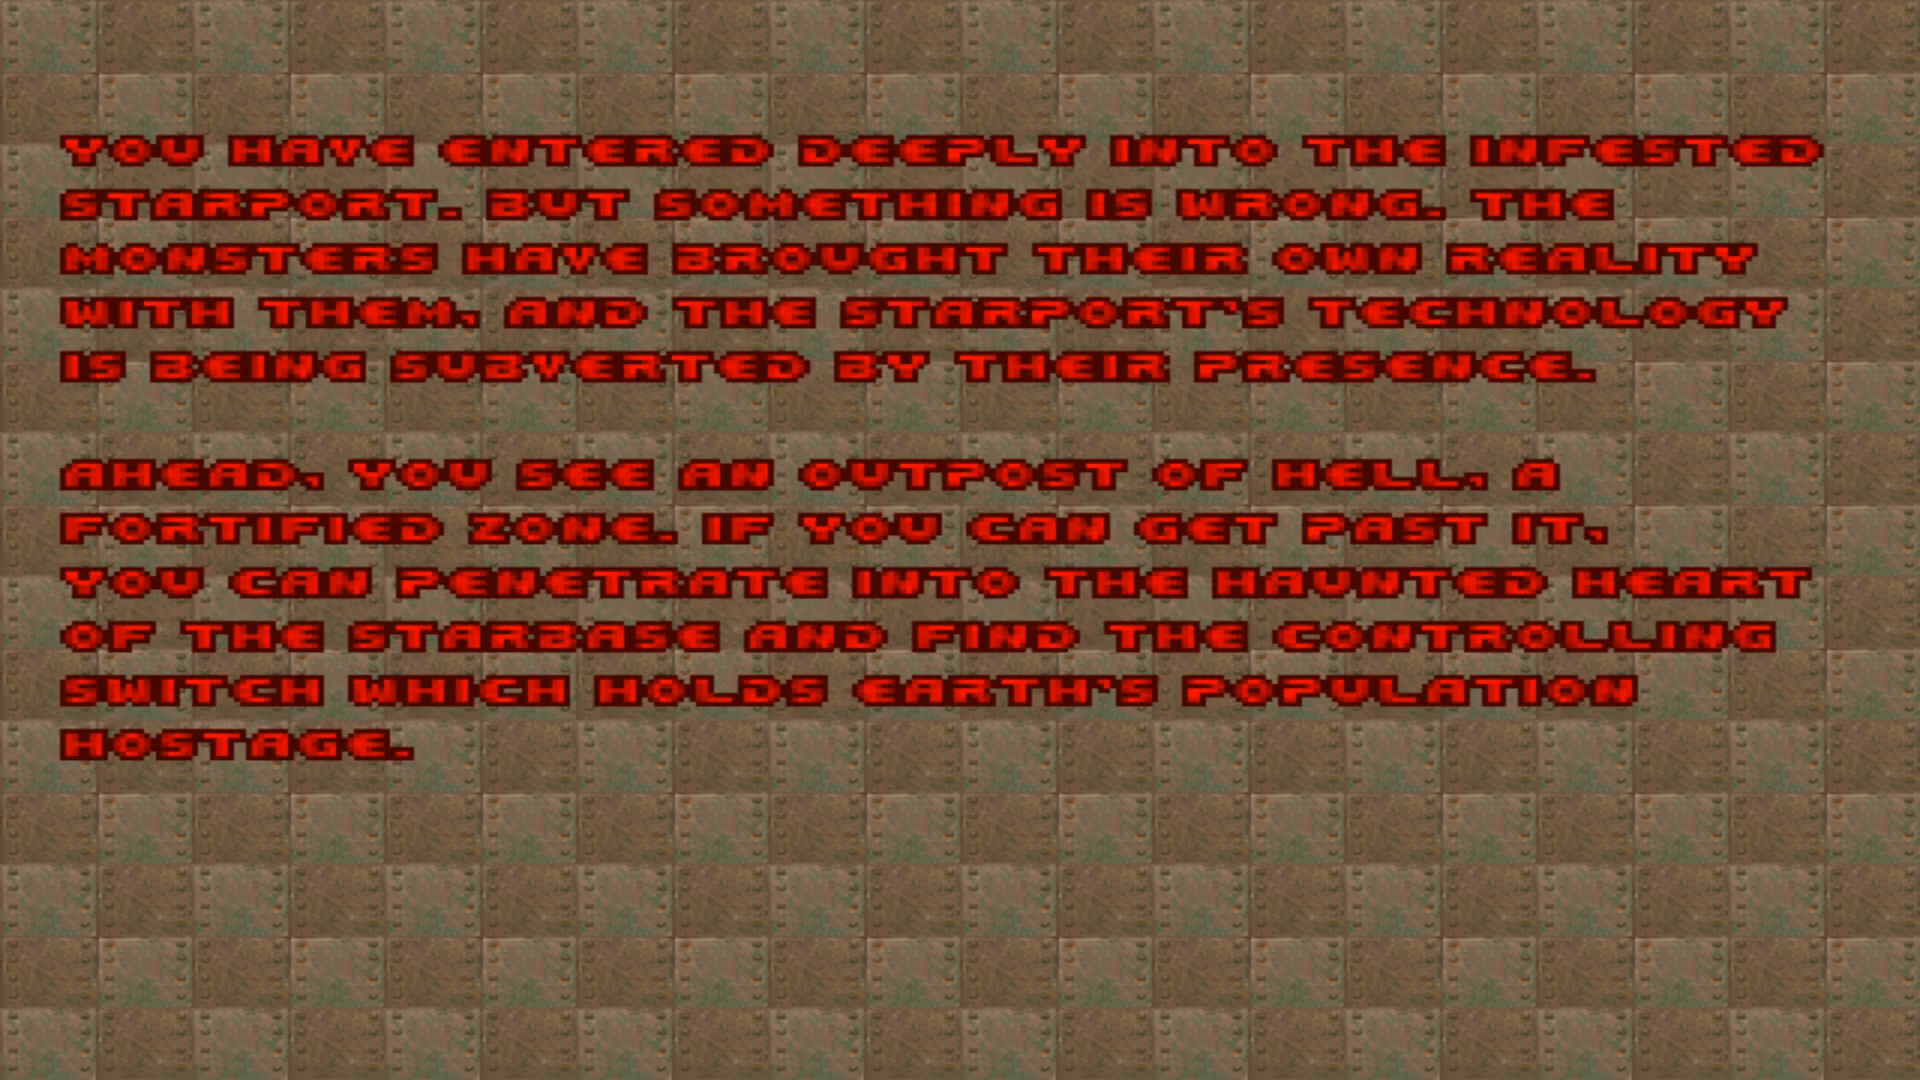 YOU HAVE ENTERED DEEPLY INTO THE INFESTED
STARPORT. BUT SOMETHING IS WRONG. THE
MONSTERS HAVE BROUGHT THEIR OWN REALITY
WITH THEM, AND THE STARPORT'S TECHNOLOGY
IS BEING SUBVERTED BY THEIR PRESENCE.
AHEAD, YOU SEE AN OUTPOST OF HELL, A
FORTIFIED ZONE. IF YOU CAN GET PAST IT,
YOU CAN PENETRATE INTO THE HAUNTED HEART
OF THE STARBASE AND FIND THE CONTROLLING
SWITCH WHICH HOLDS EARTH'S POPULATION
HOSTAGE.